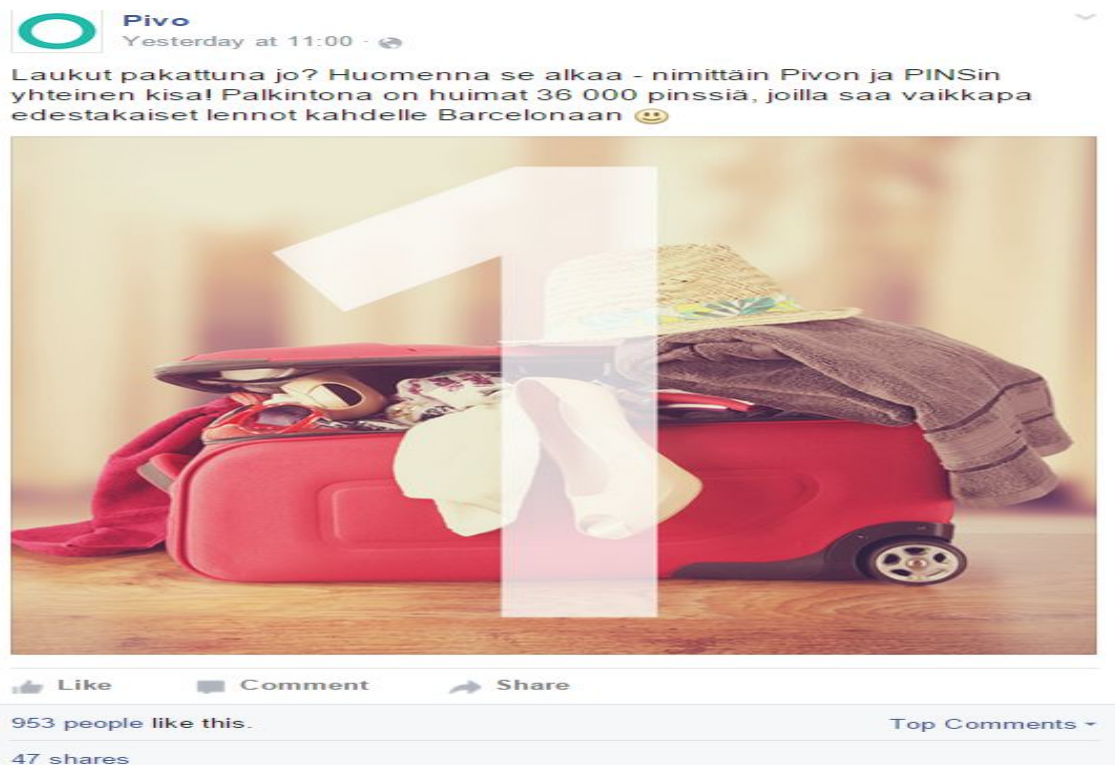 Pivo
Yesterday at 11:00 ·
Laukut pakattuna jo? Huomenna se alkaa - nimittäin Pivon ja PINSin
yhteinen kisa! Palkintona on huimat 36 000 pinssiä, joilla saa vaikkapa
edestakaiset lennot kahdelle Barcelonaan
1
Like Comment Share
953 people like this. Top Comments
47 shares